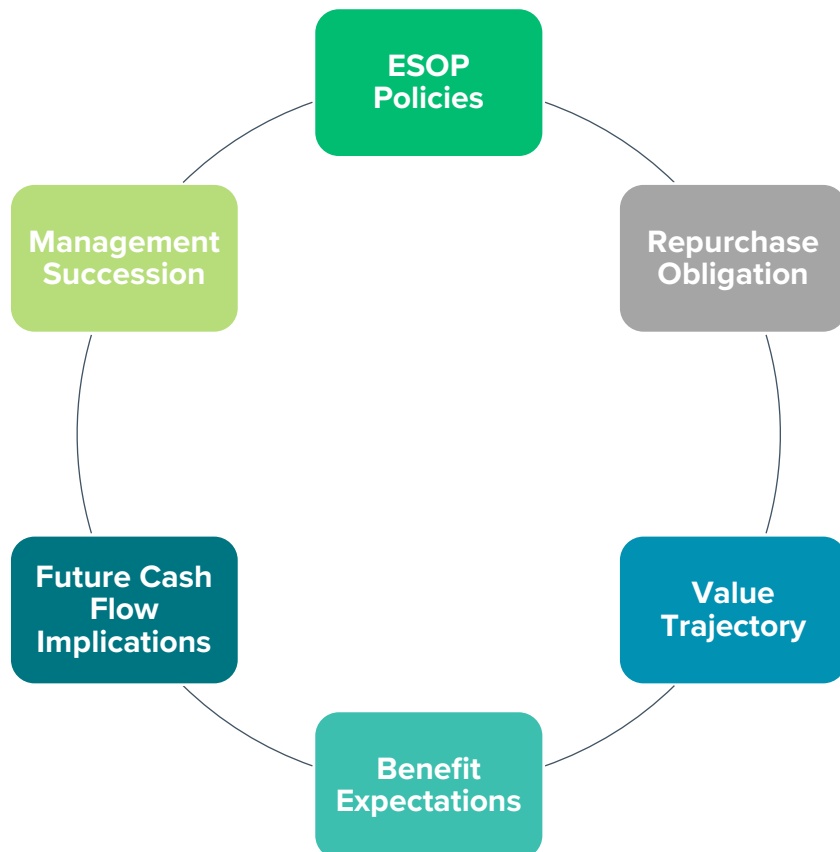 ESOP
Policies
Repurchase
Obligation
Value
Trajectory
Benefit
Expectations
Future Cash
Flow
Implications
Management
Succession